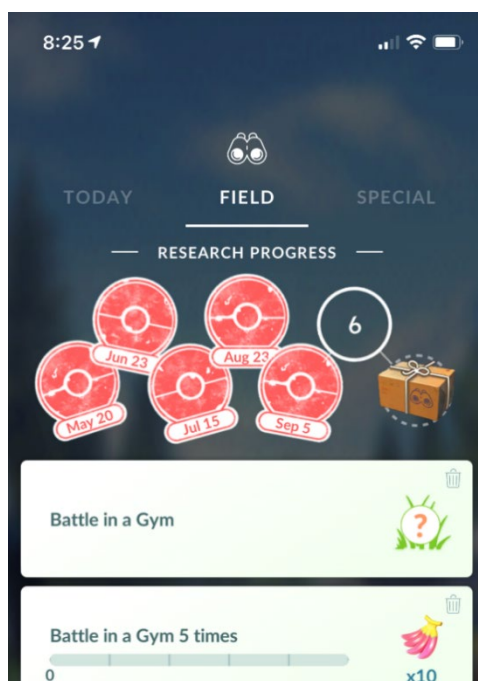 8:25
TODAY
FIELD
SPECIAL
RESEARCH PROGRESS
Jun 23
Aug 23
6
May 20
Jul 15
Sep 5
Battle in a Gym
?
Battle in a Gym 5 times
0
x10